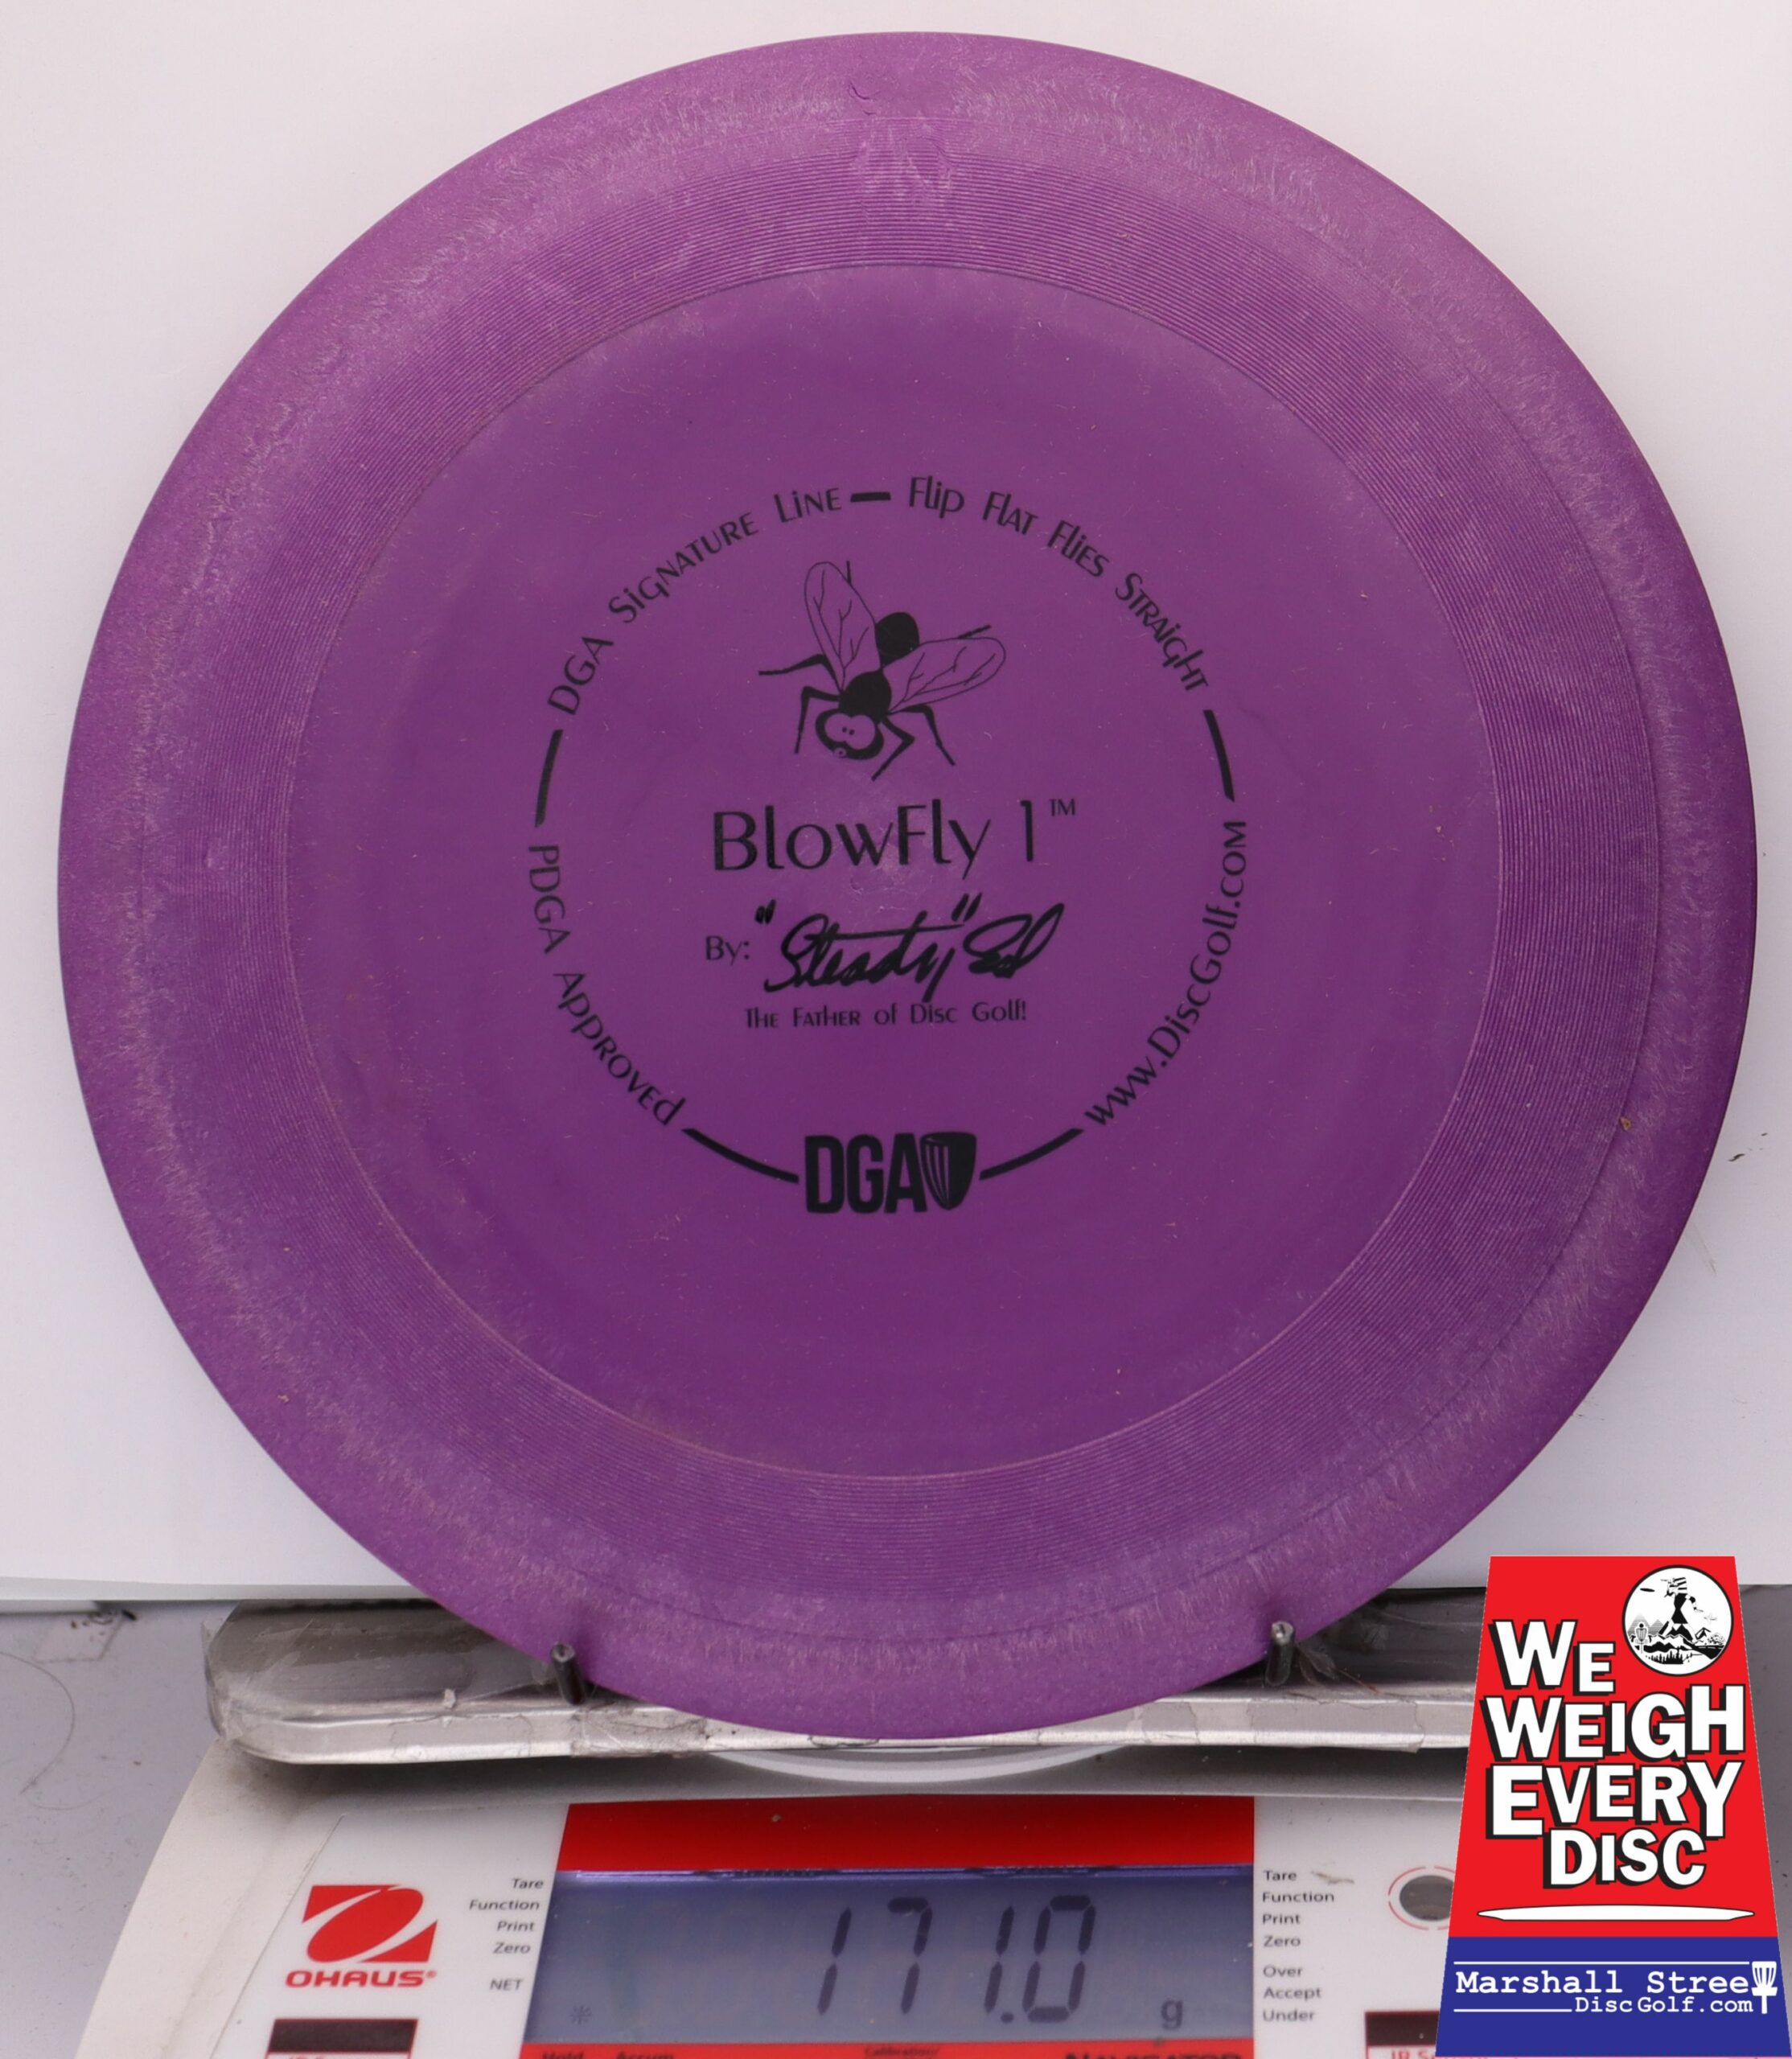 DGA Signature Line — Flip Flat Flies Straight
BlowFly 1™
By: "Steady" Ed
The Father of Disc Golf!
PDGA Approved
www.DiscGolf.com
DGA
WE
WEIGH
EVERY
DISC
Marshall Street
DiscGolf.com
OHAUS®
Tare
Function
Print
Zero
NET
171.0 g
Tare
Function
Print
Zero
Over
Accept
Under